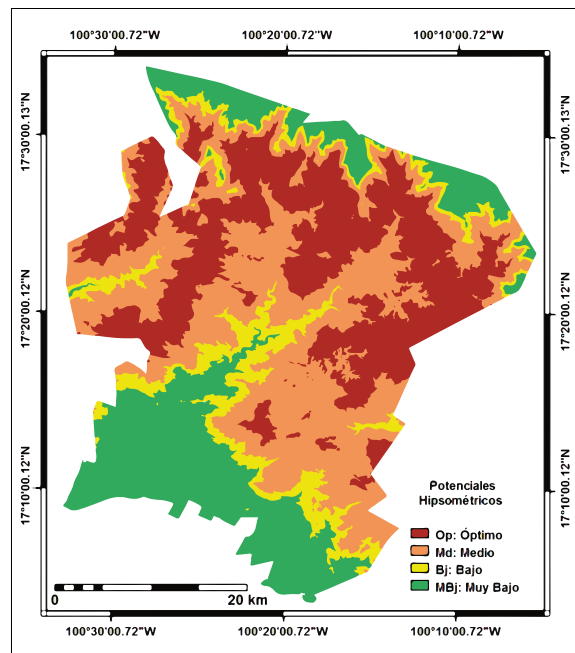 100°30'00.72"W
100°20'00.72"W
100°10'00.72"W
17°30'00.13"N
17°30'00.13"N
17°20'00.12"N
17°20'00.12"N
17°10'00.12"N
17°10'00.12"N
Potenciales
Hipsométricos
Op: Óptimo
Md: Medio
Bj: Bajo
MBj: Muy Bajo
0
20 km
100°30'00.72"W
100°20'00.72"W
100°10'00.72"W